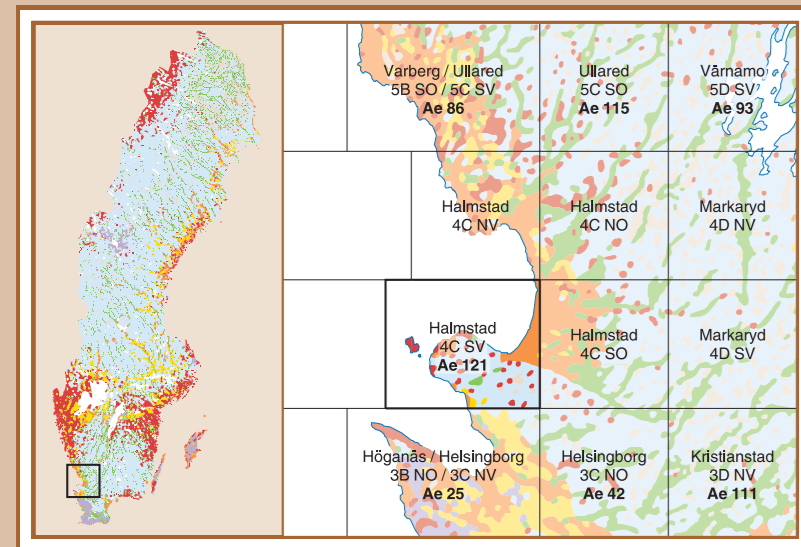 Varberg / Ullared
5B SO / 5C SV
Ae 86
Ullared
5C SO
Ae 115
Värnamo
5D SV
Ae 93
Halmstad
4C NV
Halmstad
4C NO
Markaryd
4D NV
Halmstad
4C SV
Ae 121
Halmstad
4C SO
Markaryd
4D SV
Höganäs / Helsingborg
3B NO / 3C NV
Ae 25
Helsingborg
3C NO
Ae 42
Kristianstad
3D NV
Ae 111